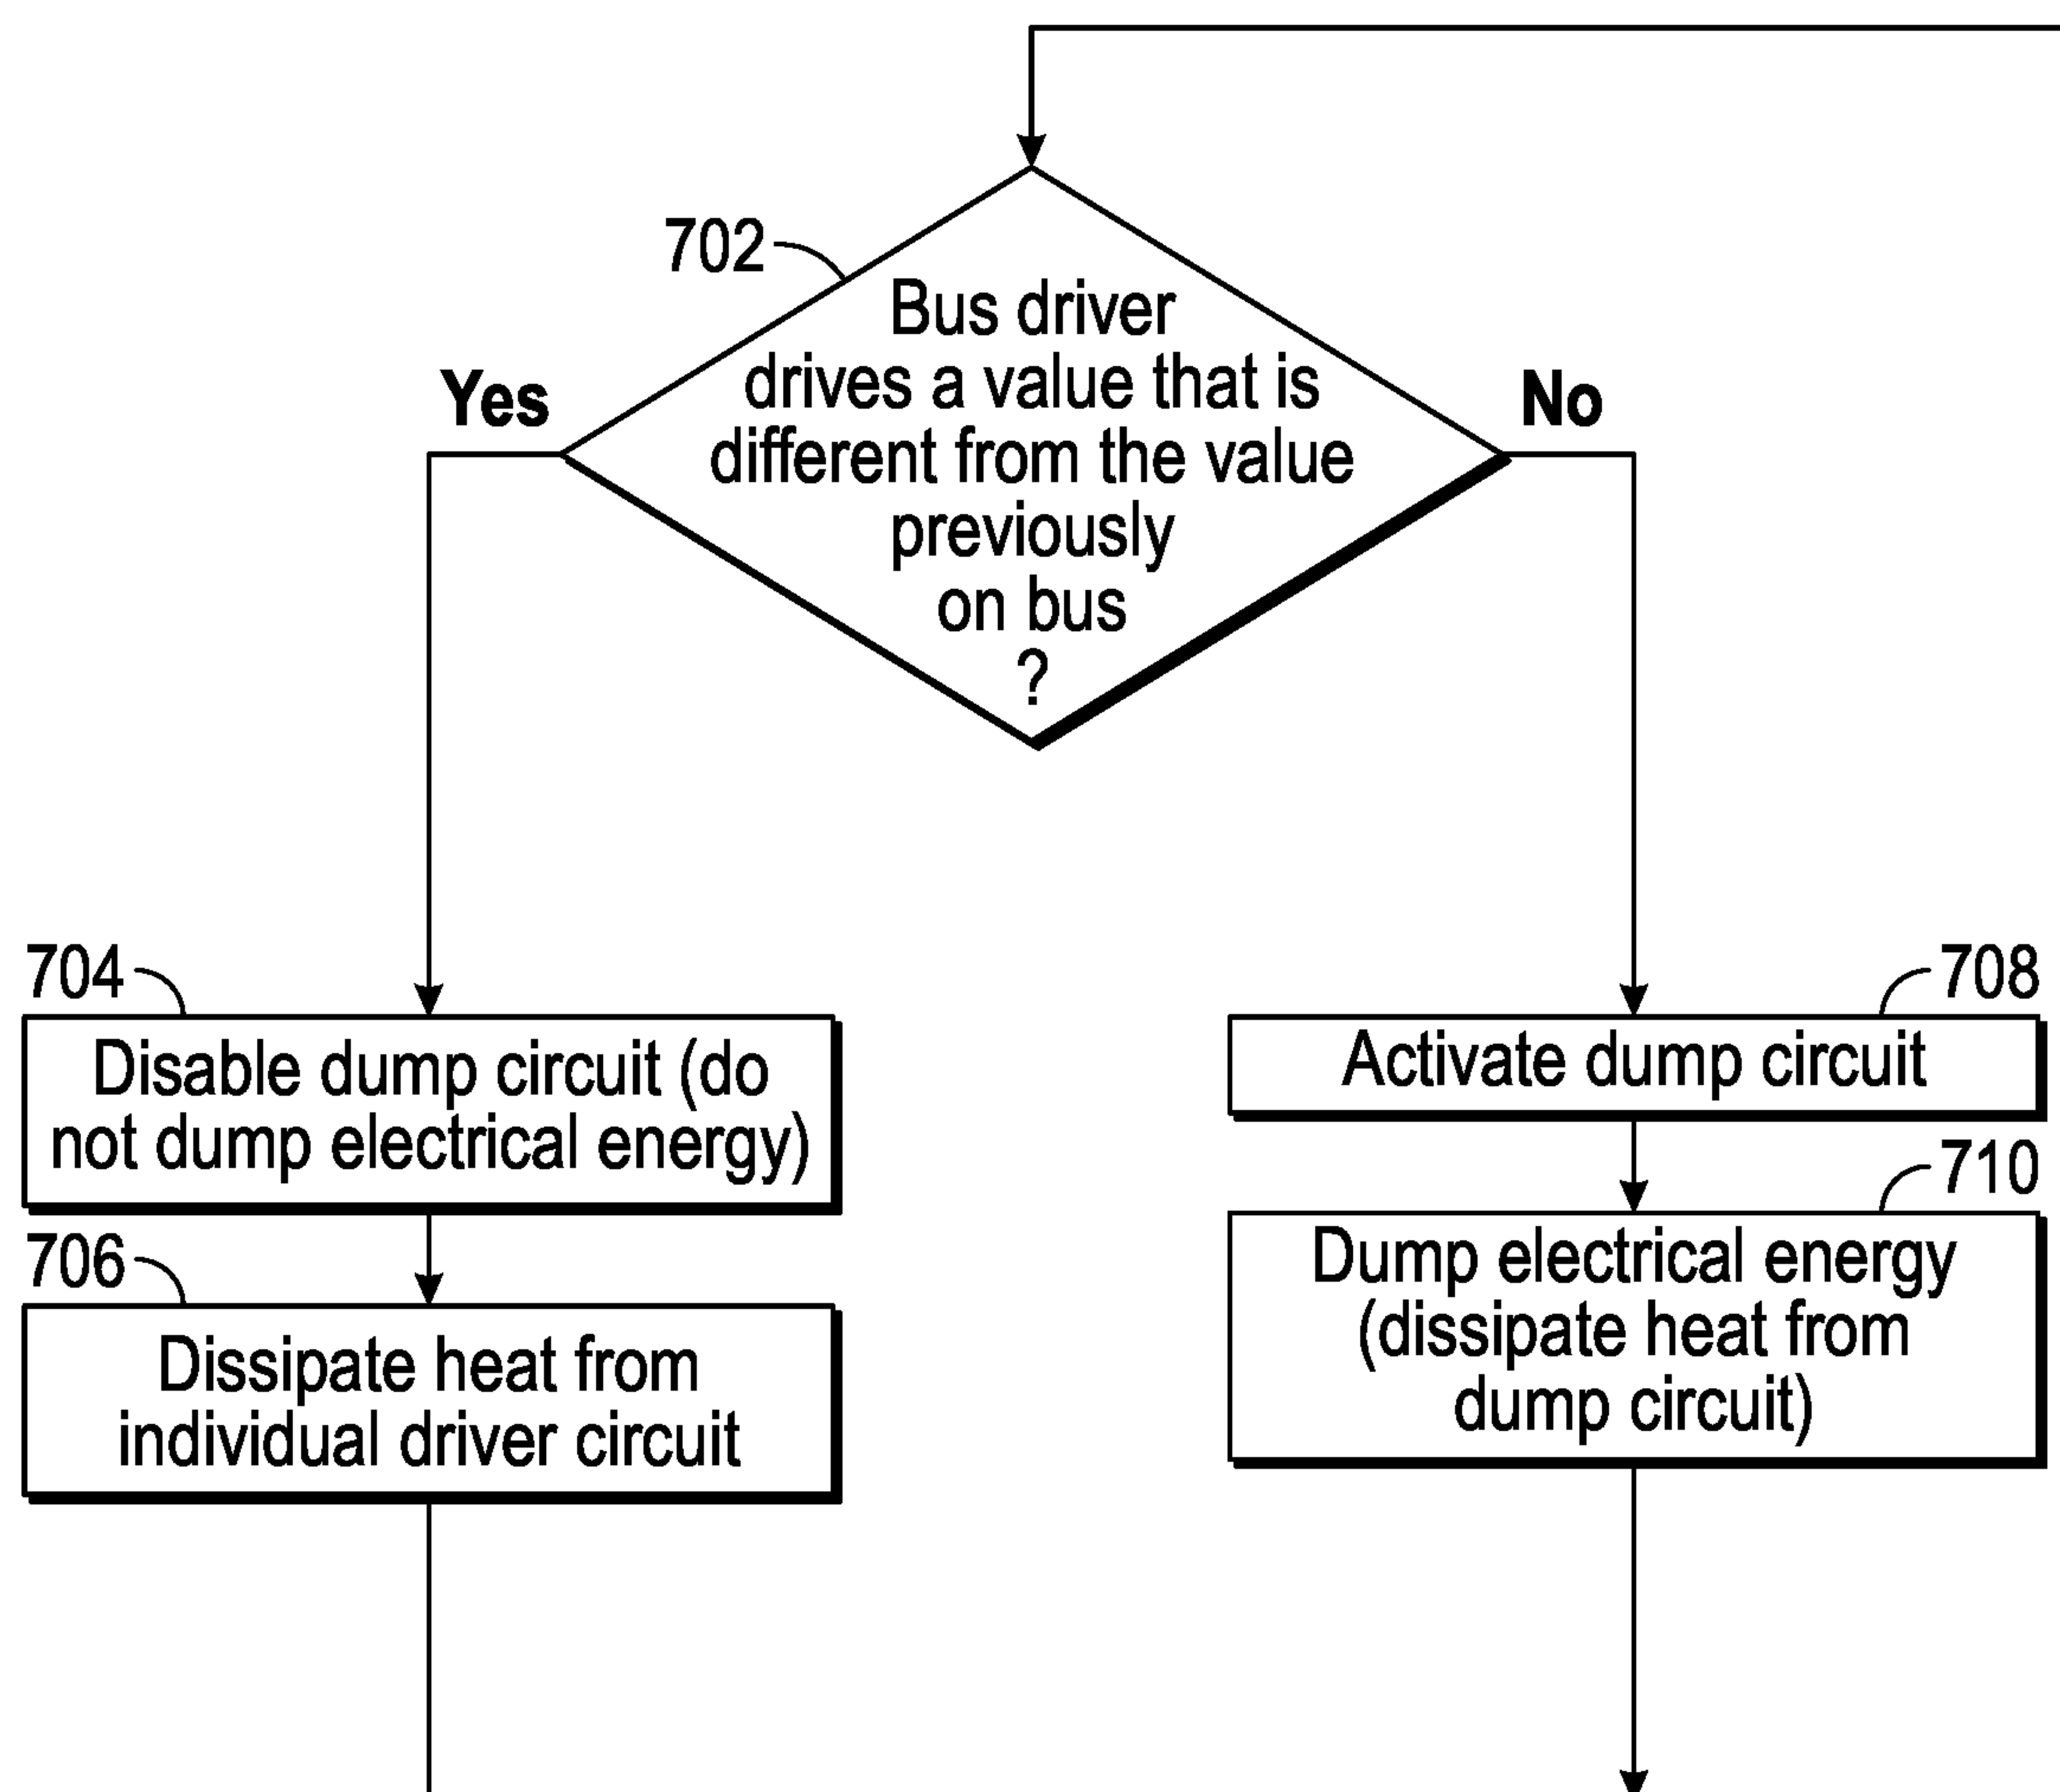 702
Bus driver
drives a value that is
different from the value
previously
on bus
?
Yes
No
704
Disable dump circuit (do
not dump electrical energy)
706
Dissipate heat from
individual driver circuit
708
Activate dump circuit
710
Dump electrical energy
(dissipate heat from
dump circuit)